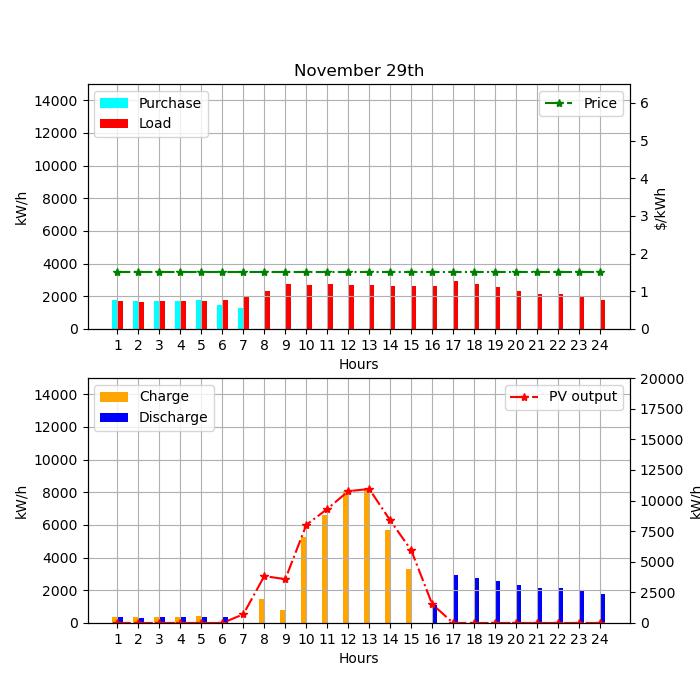 November 29th
Purchase
Load
Price
14000
12000
10000
8000
6000
4000
2000
0
kW/h
6
5
4
3
2
1
0
$/kWh
1 2 3 4 5 6 7 8 9 10 11 12 13 14 15 16 17 18 19 20 21 22 23 24
Hours
Charge
Discharge
PV output
14000
12000
10000
8000
6000
4000
2000
0
kW/h
20000
17500
15000
12500
10000
7500
5000
2500
0
kW/h
1 2 3 4 5 6 7 8 9 10 11 12 13 14 15 16 17 18 19 20 21 22 23 24
Hours